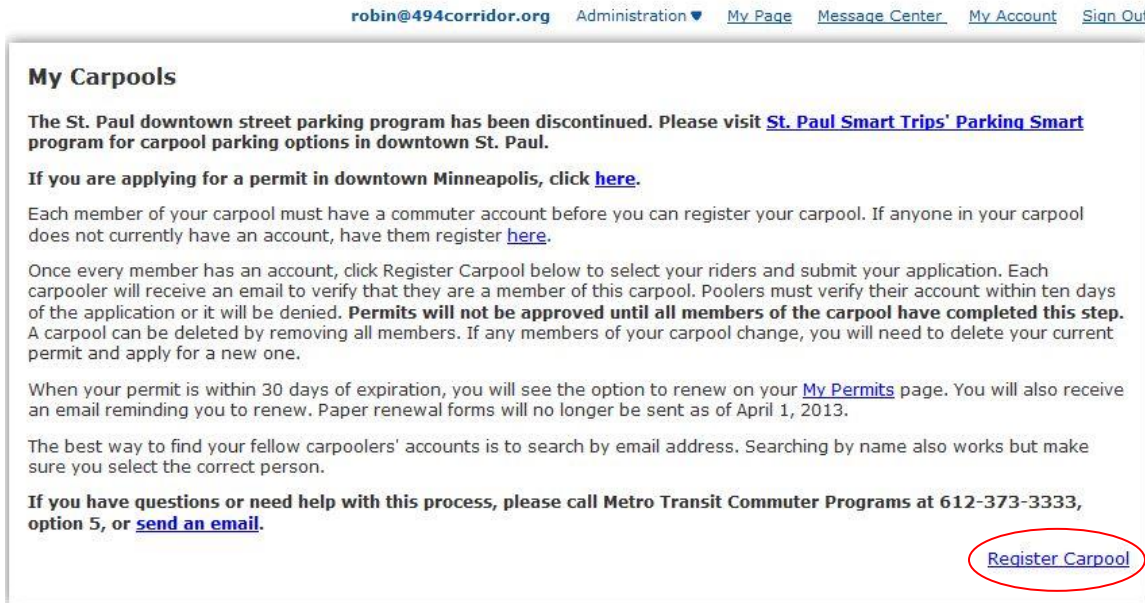 robin@494corridor.org Administration▼ My Page Message Center My Account Sign Out
My Carpools
The St. Paul downtown street parking program has been discontinued. Please visit St. Paul Smart Trips' Parking Smart
program for carpool parking options in downtown St. Paul.
If you are applying for a permit in downtown Minneapolis, click here.
Each member of your carpool must have a commuter account before you can register your carpool. If anyone in your carpool
does not currently have an account, have them register here.
Once every member has an account, click Register Carpool below to select your riders and submit your application. Each
carpooler will receive an email to verify that they are a member of this carpool. Poolers must verify their account within ten days
of the application or it will be denied. Permits will not be approved until all members of the carpool have completed this step.
A carpool can be deleted by removing all members. If any members of your carpool change, you will need to delete your current
permit and apply for a new one.
When your permit is within 30 days of expiration, you will see the option to renew on your My Permits page. You will also receive
an email reminding you to renew. Paper renewal forms will no longer be sent as of April 1, 2013.
The best way to find your fellow carpoolers' accounts is to search by email address. Searching by name also works but make
sure you select the correct person.
If you have questions or need help with this process, please call Metro Transit Commuter Programs at 612-373-3333,
option 5, or send an email.
Register Carpool